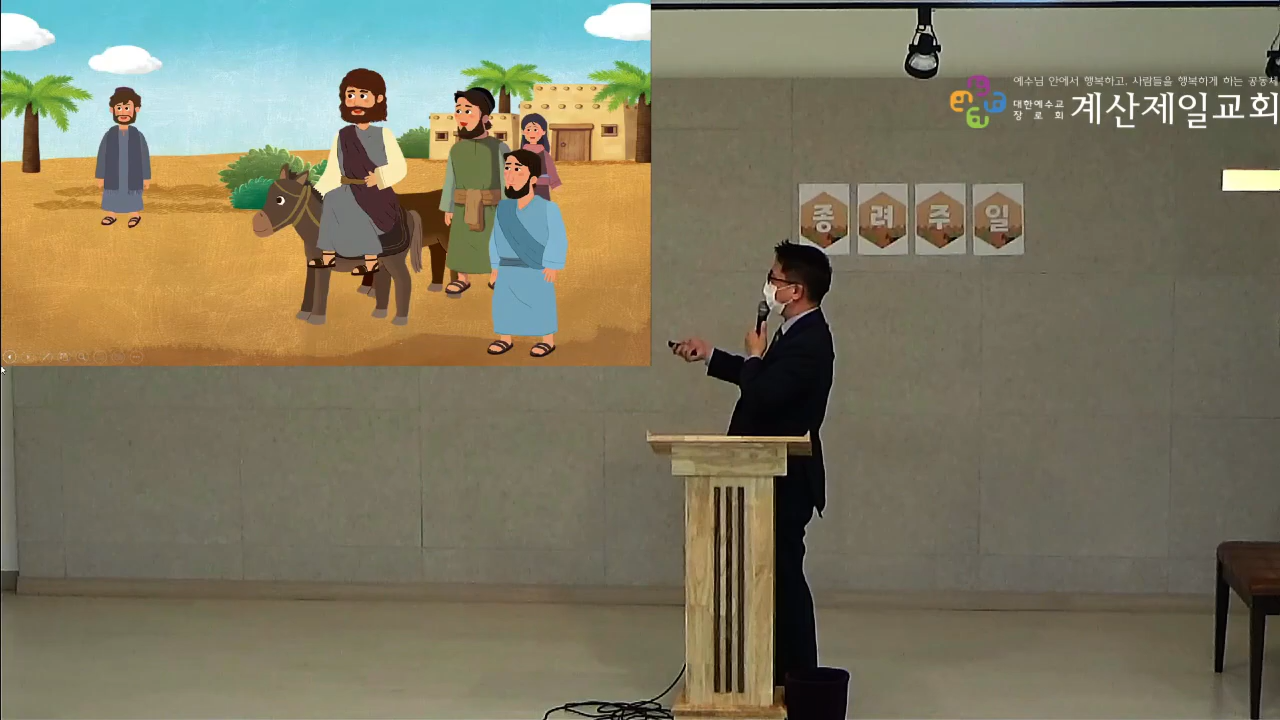 예수님 안에서 행복하고, 사람들을 행복하게 하는 공동체
대한예수교
장로회
계산제일교회
종려주일